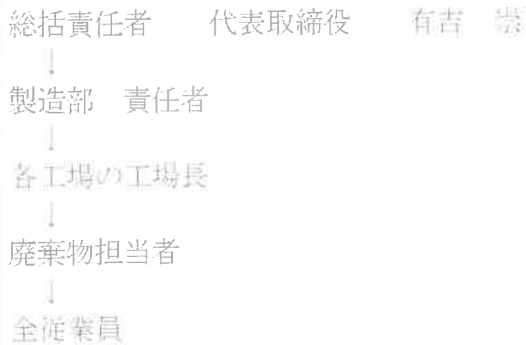 総括責任者　　代表取締役　　有吉　崇
↓
製造部　責任者
↓
各工場の工場長
↓
廃棄物担当者
↓
全従業員